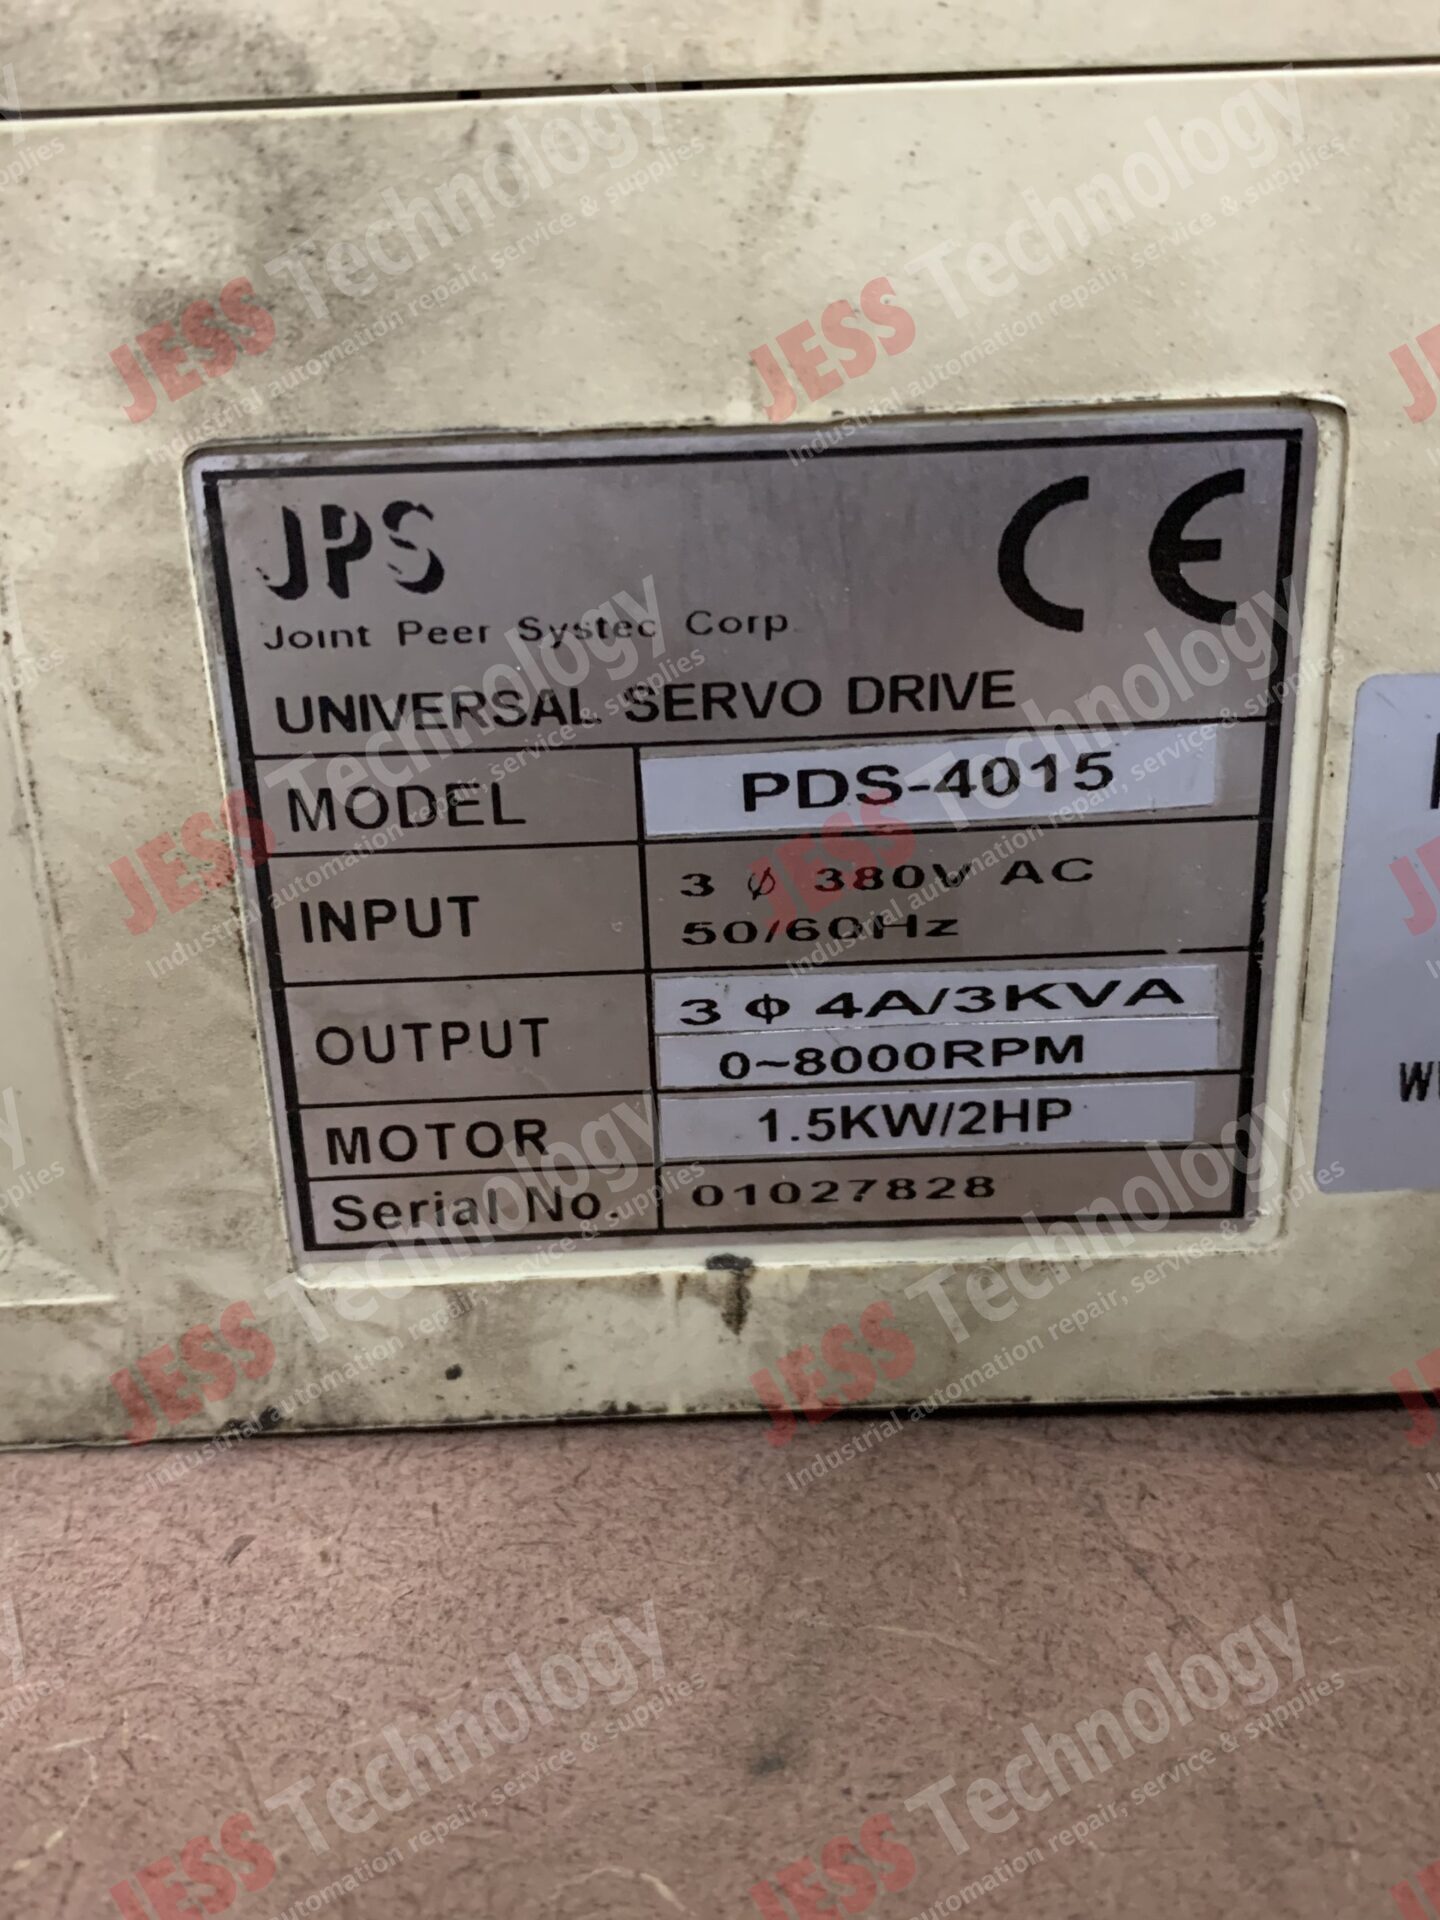 JPS
CE
Joint Peer Systec Corp.
UNIVERSAL SERVO DRIVE
MODEL PDS-4015
INPUT 3 φ 380V AC
50/60Hz
OUTPUT 3 Φ 4A/3KVA
0~8000RPM
MOTOR 1.5KW/2HP
Serial No. 01027828
JESS Technology
Industrial automation repair, service & supplies